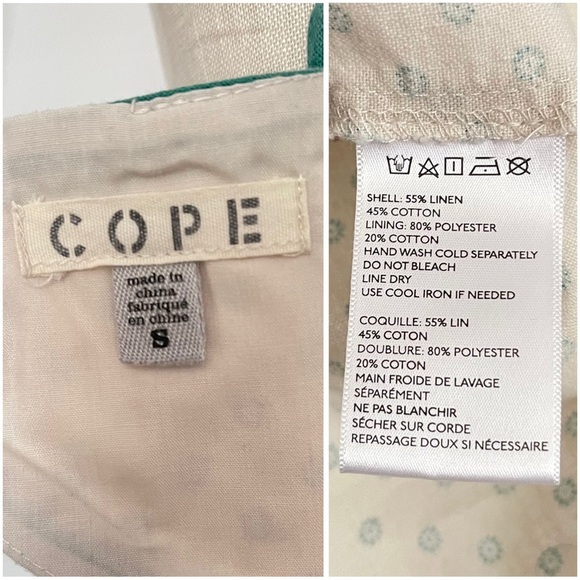 COPE
made in
china
fabriqué
en chine
S
SHELL: 55% LINEN
45% COTTON
LINING: 80% POLYESTER
20% COTTON
HAND WASH COLD SEPARATELY
DO NOT BLEACH
LINE DRY
USE COOL IRON IF NEEDED
COQUILLE: 55% LIN
45% COTON
DOUBLURE: 80% POLYESTER
20% COTON
MAIN FROIDE DE LAVAGE
SÉPARÉMENT
NE PAS BLANCHIR
SÉCHER SUR CORDE
REPASSAGE DOUX SI NÉCESSAIRE